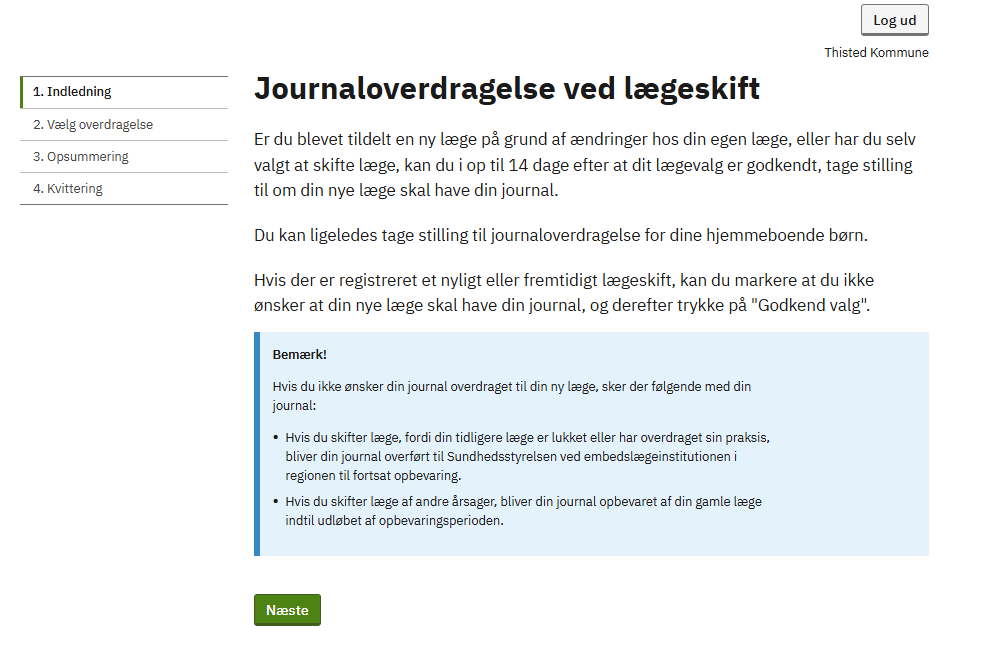 Log ud
Thisted Kommune
1. Indledning
2. Vælg overdragelse
3. Opsummering
4. Kvittering
Journaloverdragelse ved lægeskift
Er du blevet tildelt en ny læge på grund af ændringer hos din egen læge, eller har du selv
valgt at skifte læge, kan du i op til 14 dage efter at dit lægevalg er godkendt, tage stilling
til om din nye læge skal have din journal.
Du kan ligeledes tage stilling til journaloverdragelse for dine hjemmeboende børn.
Hvis der er registreret et nyligt eller fremtidigt lægeskift, kan du markere at du ikke
ønsker at din nye læge skal have din journal, og derefter trykke på "Godkend valg".
Bemærk!
Hvis du ikke ønsker din journal overdraget til din ny læge, sker der følgende med din
journal:
• Hvis du skifter læge, fordi din tidligere læge er lukket eller har overdraget sin praksis,
bliver din journal overført til Sundhedsstyrelsen ved embedslægeinstitutionen i
regionen til fortsat opbevaring.
• Hvis du skifter læge af andre årsager, bliver din journal opbevaret af din gamle læge
indtil udløbet af opbevaringsperioden.
Næste